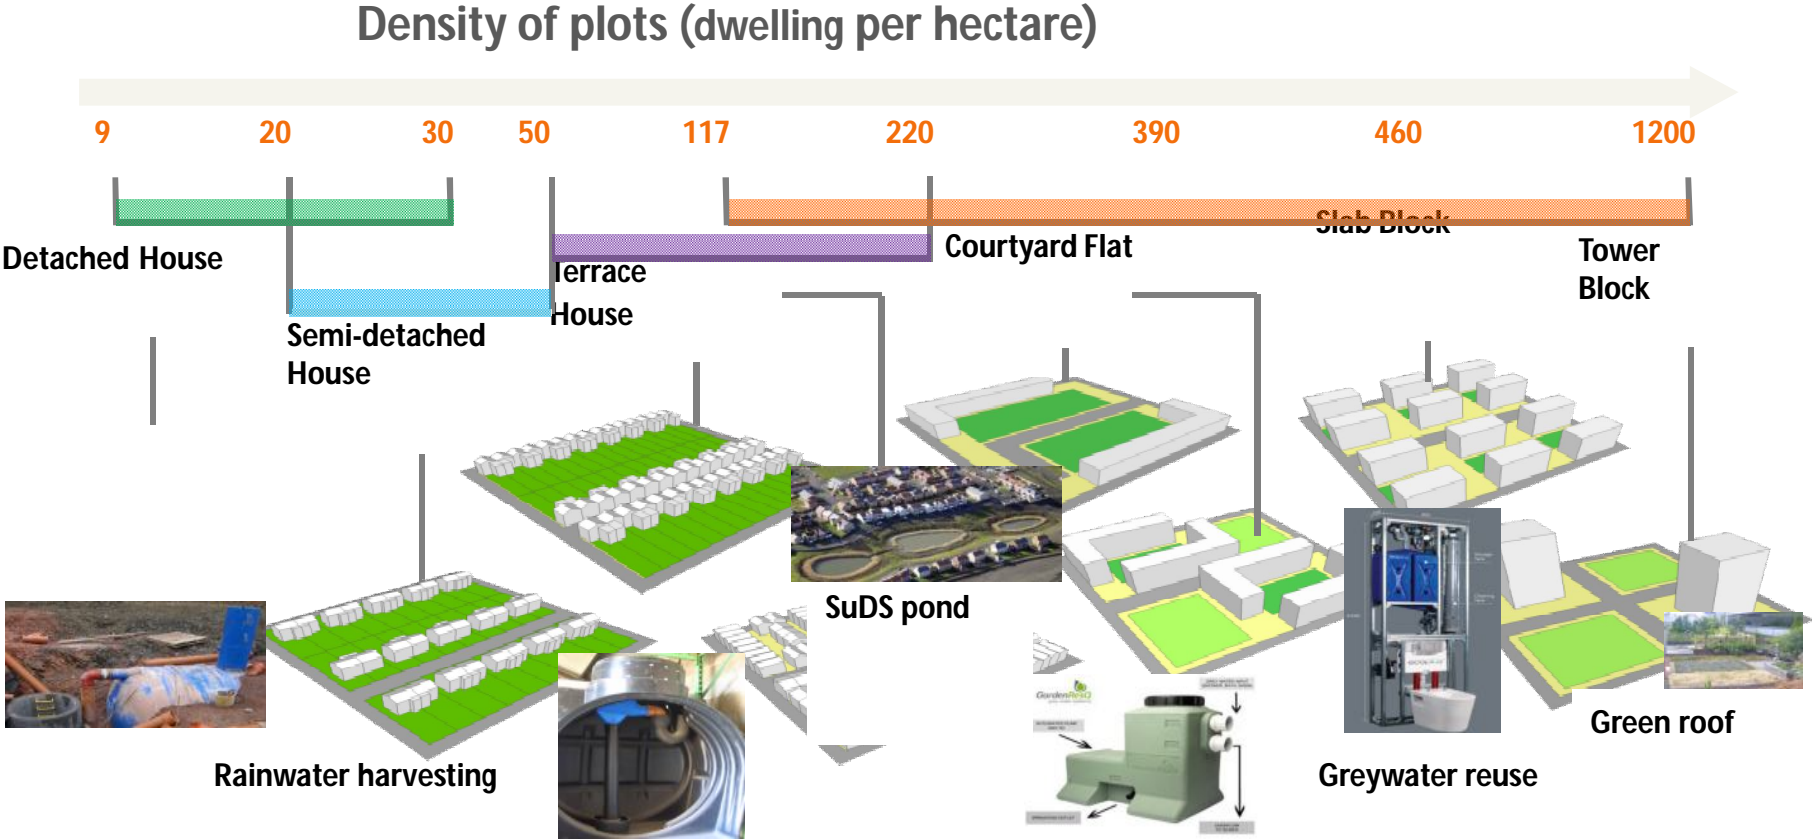 Density of plots (dwelling per hectare)
9 20 30 50 117 220 390 460 1200
Slab Block
Detached House
Courtyard Flat
Tower
Block
Terrace
House
Semi-detached
House
SuDS pond
GardenResQ
Green roof
Rainwater harvesting
Greywater reuse